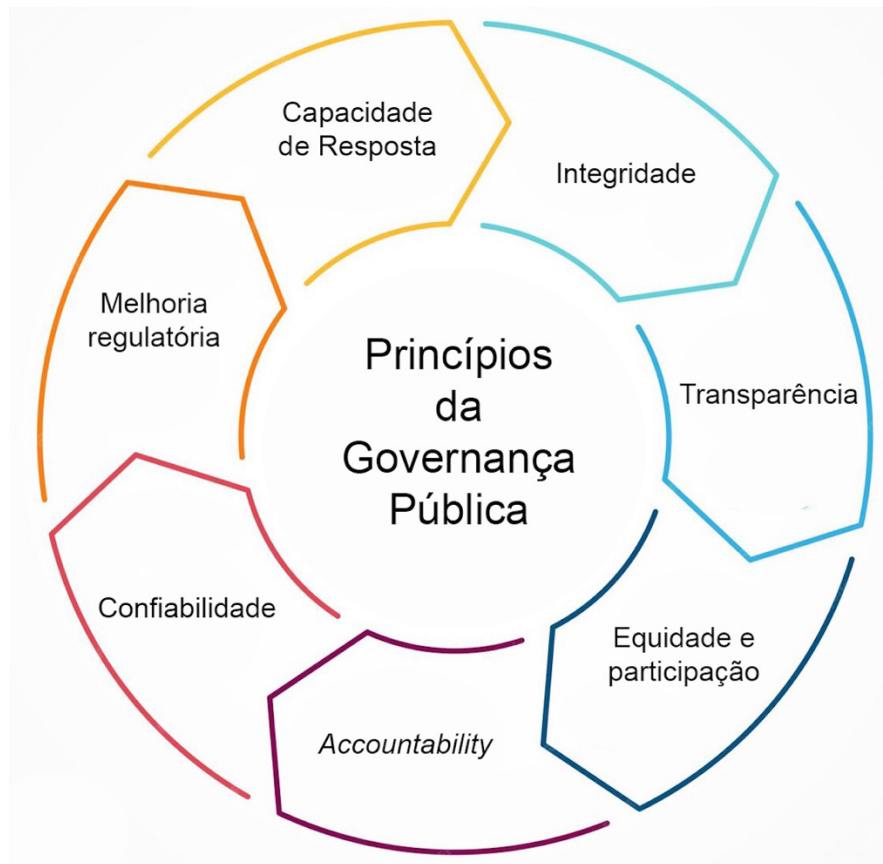 Princípios
da
Governança
Pública
Capacidade
de Resposta
Integridade
Transparência
Equidade e
participação
Accountability
Confiabilidade
Melhoria
regulatória